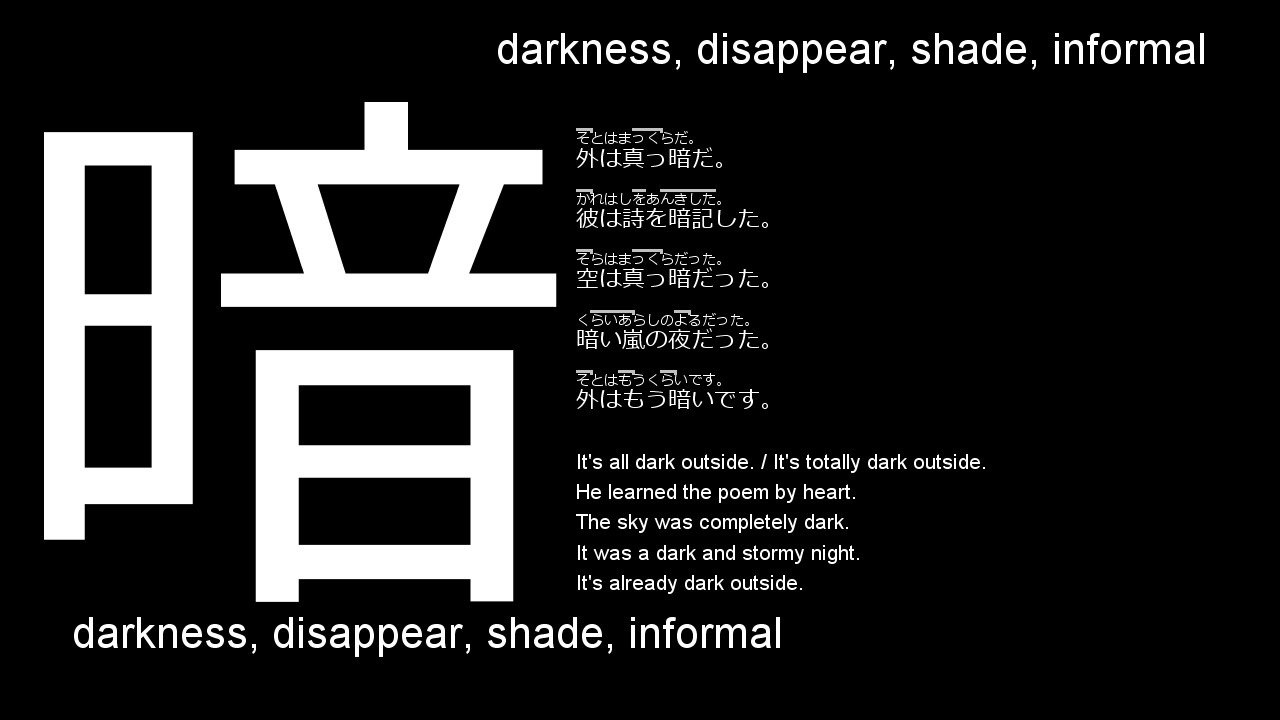 darkness, disappear, shade, informal
暗
そとはまっくらだ。
外は真っ暗だ。
かれはしをあんきした。
彼は詩を暗記した。
そらはまっくらだった。
空は真っ暗だった。
くらいあらしのよるだった。
暗い嵐の夜だった。
そとはもうくらいです。
外はもう暗いです。
It's all dark outside. / It's totally dark outside.
He learned the poem by heart.
The sky was completely dark.
It was a dark and stormy night.
It's already dark outside.
darkness, disappear, shade, informal